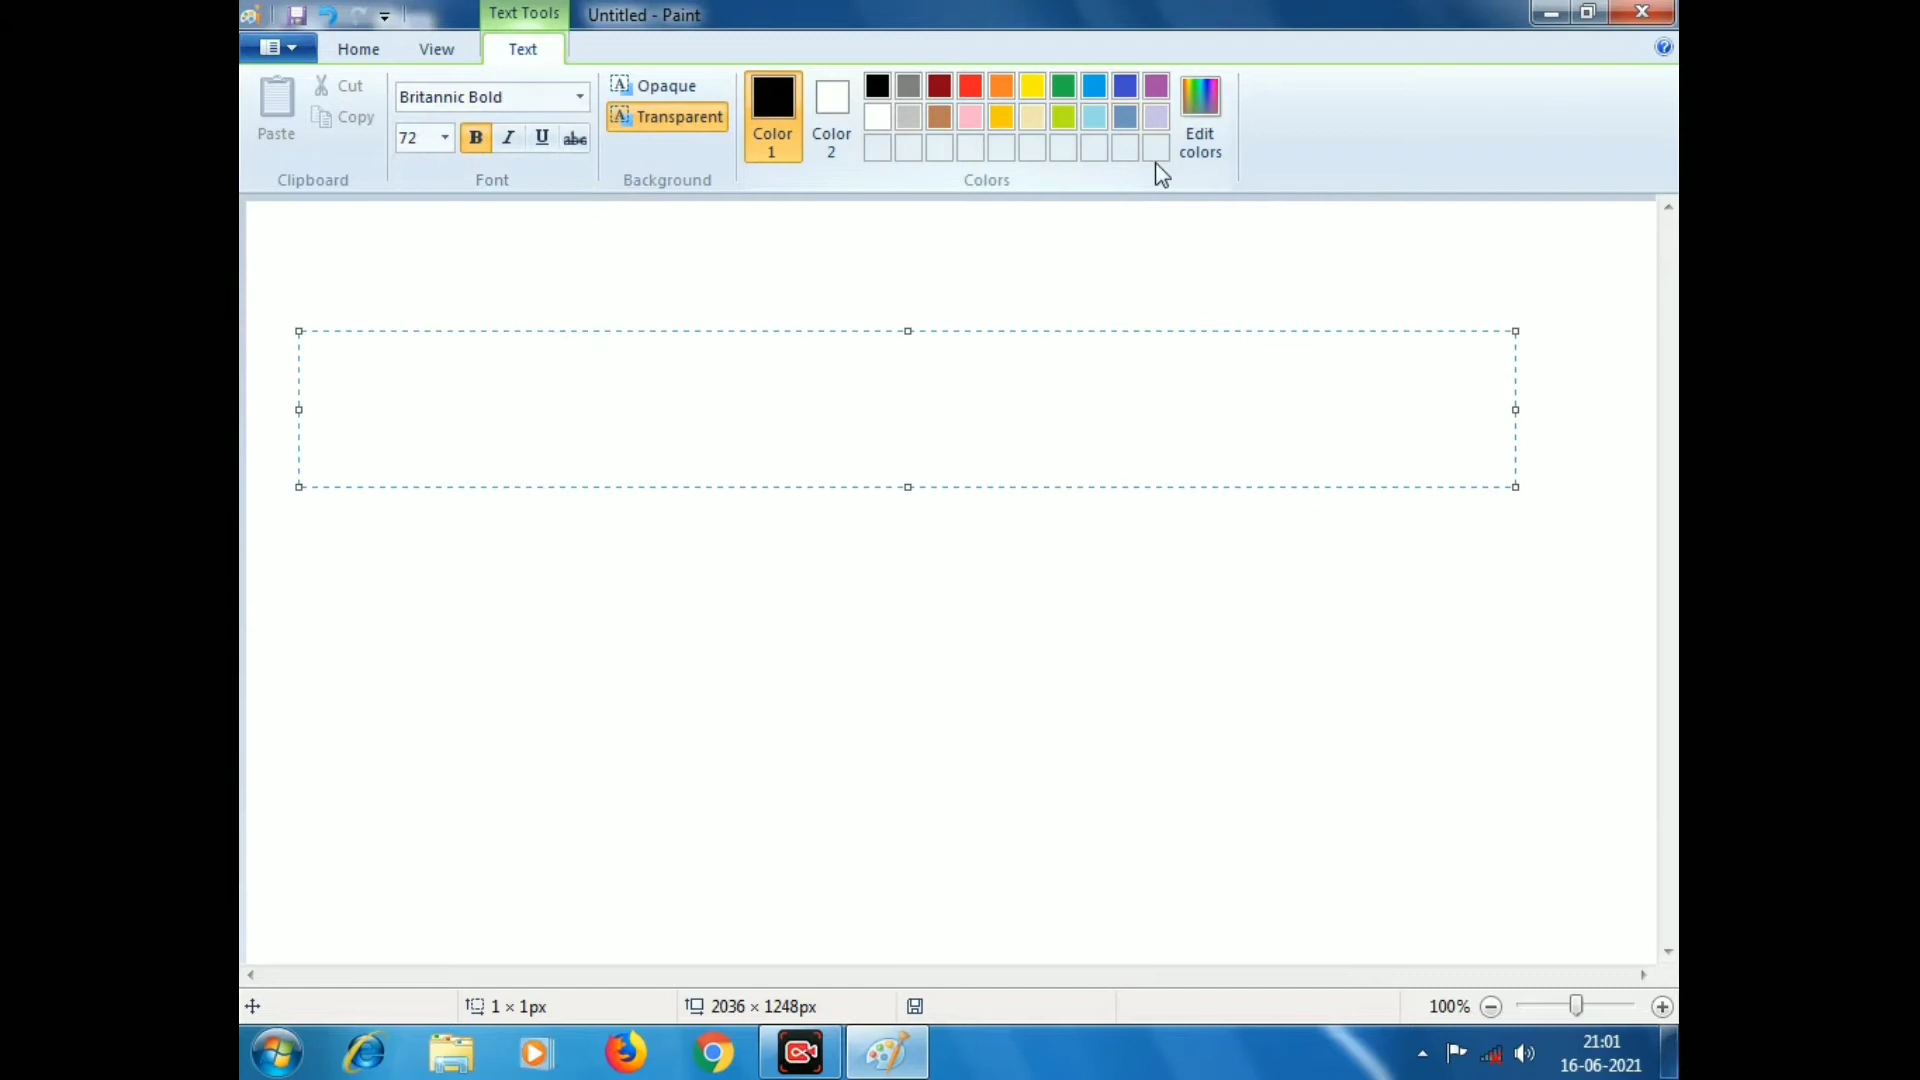 Text Tools
Untitled - Paint
Home
View
Text
Paste
Cut
Copy
Clipboard
Britannic Bold
72
B
I
U
abc
Font
Opaque
Transparent
Background
Color
1
Color
2
Edit
colors
Colors
1 × 1px
2036 × 1248px
100%
21:01
16-06-2021